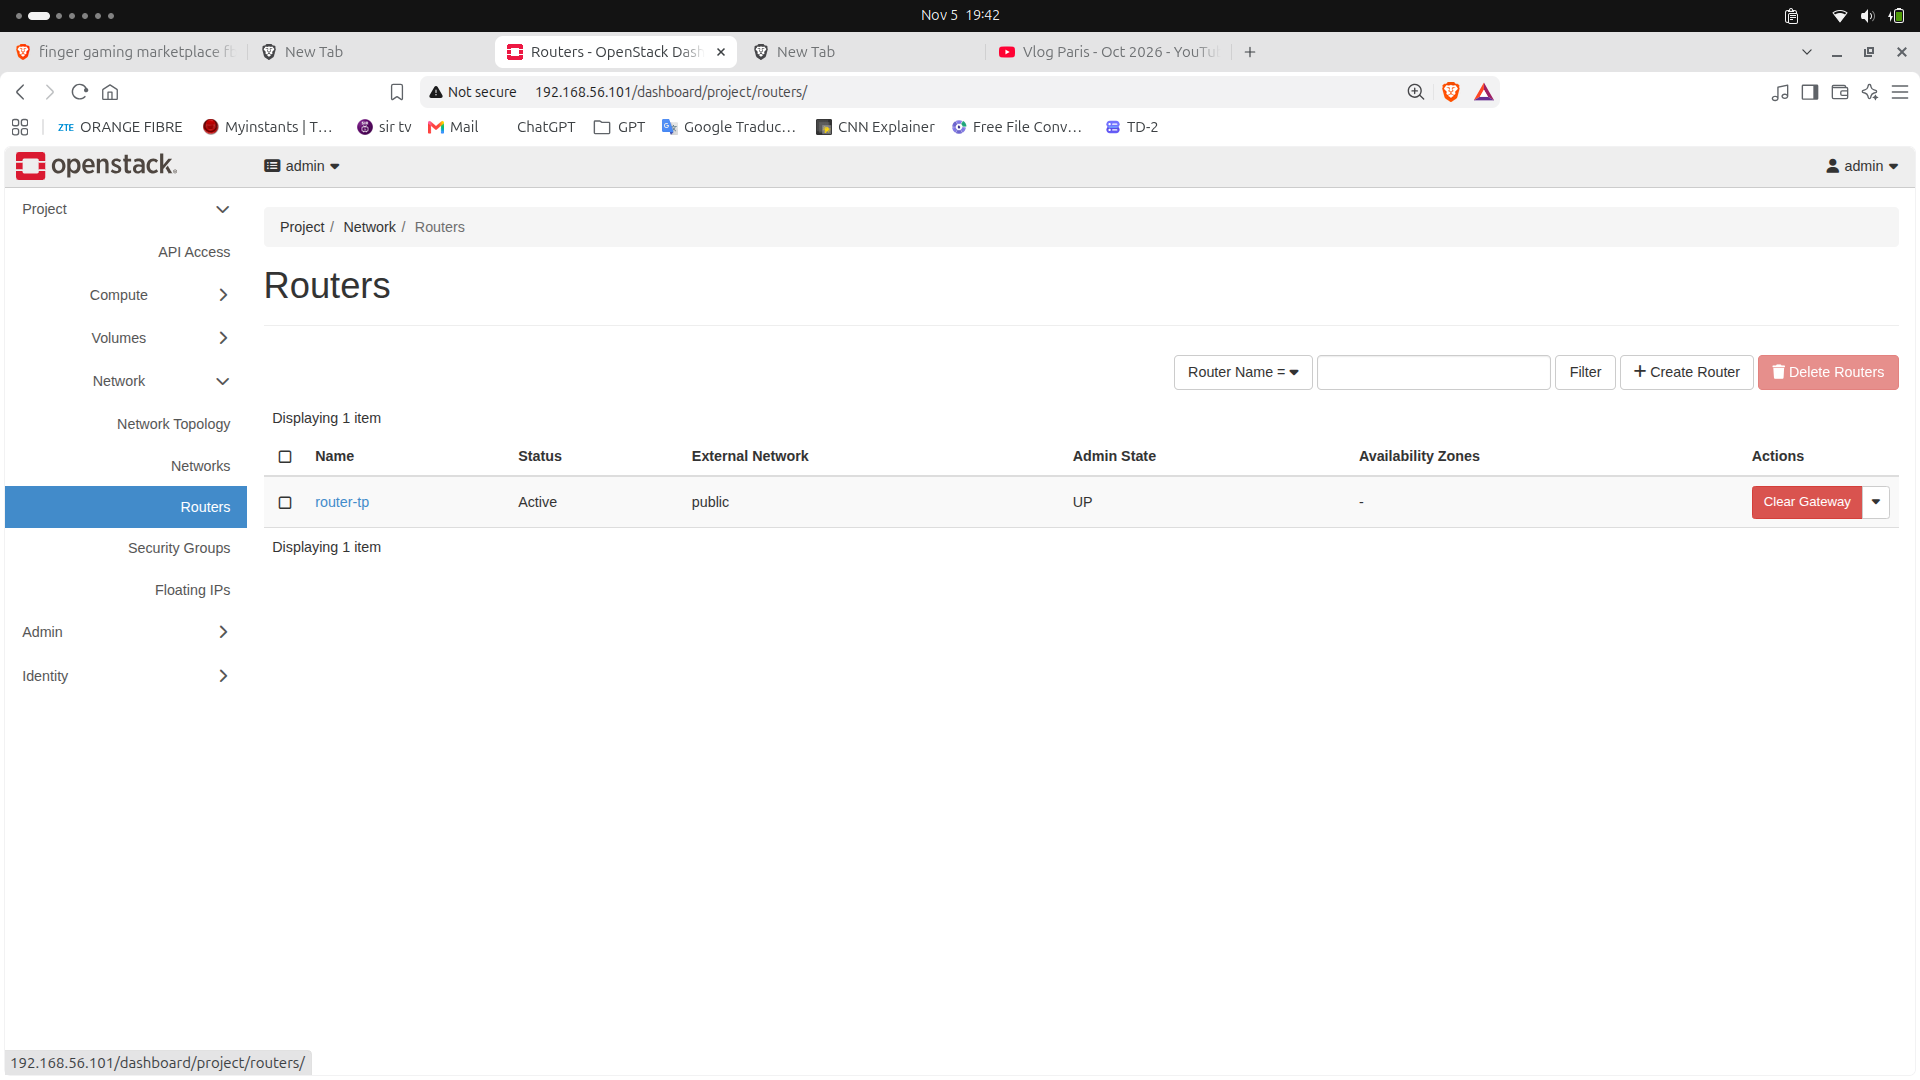 Nov 5 19:42
finger gaming marketplace
New Tab
Routers - OpenStack Das
New Tab
Vlog Paris - Oct 2026 - YouTu
Not secure 192.168.56.101/dashboard/project/routers/
ZTE ORANGE FIBRE
Myinstants | T...
sir tv
Mail
ChatGPT
GPT
Google Traduc...
CNN Explainer
Free File Conv...
TD-2
openstack.
admin
admin
Project
API Access
Compute
Volumes
Network
Network Topology
Networks
Routers
Security Groups
Floating IPs
Admin
Identity
Project / Network / Routers
Routers
Router Name =
Filter
+ Create Router
Delete Routers
Displaying 1 item
Name Status External Network Admin State Availability Zones Actions
router-tp Active public UP - Clear Gateway
Displaying 1 item
192.168.56.101/dashboard/project/routers/